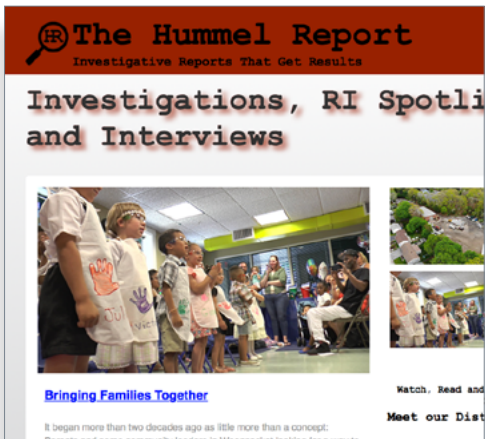 HR The Hummel Report
Investigative Reports That Get Results
Investigations, RI Spotli
and Interviews
Bringing Families Together
It began more than two decades ago as little more than a concept:
Watch, Read and
Meet our Dist